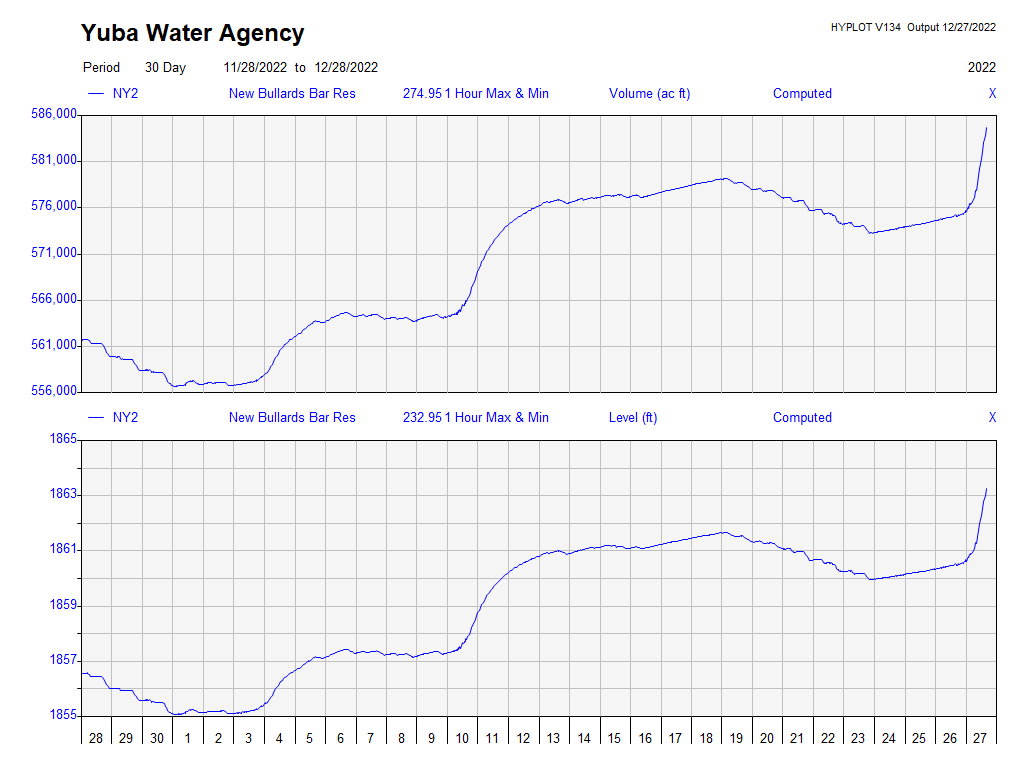 Yuba Water Agency
HYPLOT V134 Output 12/27/2022
Period 30 Day 11/28/2022 to 12/28/2022 2022
NY2 New Bullards Bar Res 274.95 1 Hour Max & Min Volume (ac ft) Computed X
586,000
581,000
576,000
571,000
566,000
561,000
556,000
NY2 New Bullards Bar Res 232.95 1 Hour Max & Min Level (ft) Computed X
1865
1863
1861
1859
1857
1855
28 29 30 1 2 3 4 5 6 7 8 9 10 11 12 13 14 15 16 17 18 19 20 21 22 23 24 25 26 27